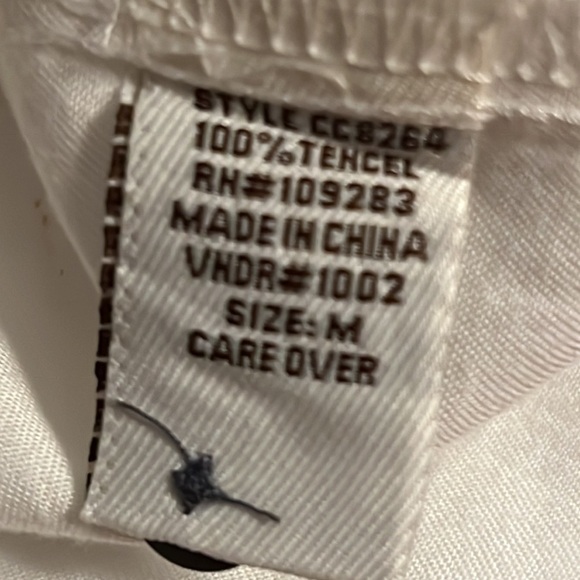 STYLE CC8264
100%TENCEL
RN#109283
MADE IN CHINA
VNDR#1002
SIZE: M
CARE OVER